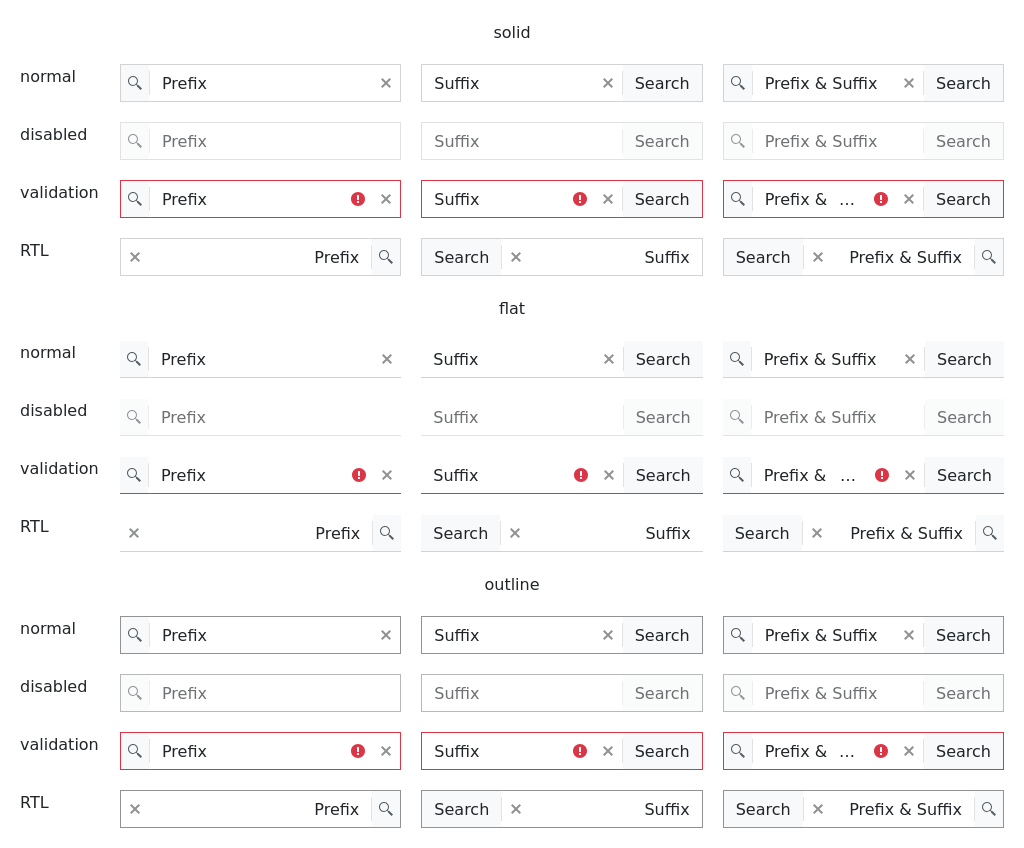 solid
normal Prefix Suffix Search Prefix & Suffix Search
disabled Prefix Suffix Search Prefix & Suffix Search
validation Prefix Suffix Search Prefix & ... Search
RTL Prefix Search Suffix Search Prefix & Suffix
flat
normal Prefix Suffix Search Prefix & Suffix Search
disabled Prefix Suffix Search Prefix & Suffix Search
validation Prefix Suffix Search Prefix & ... Search
RTL Prefix Search Suffix Search Prefix & Suffix
outline
normal Prefix Suffix Search Prefix & Suffix Search
disabled Prefix Suffix Search Prefix & Suffix Search
validation Prefix Suffix Search Prefix & ... Search
RTL Prefix Search Suffix Search Prefix & Suffix